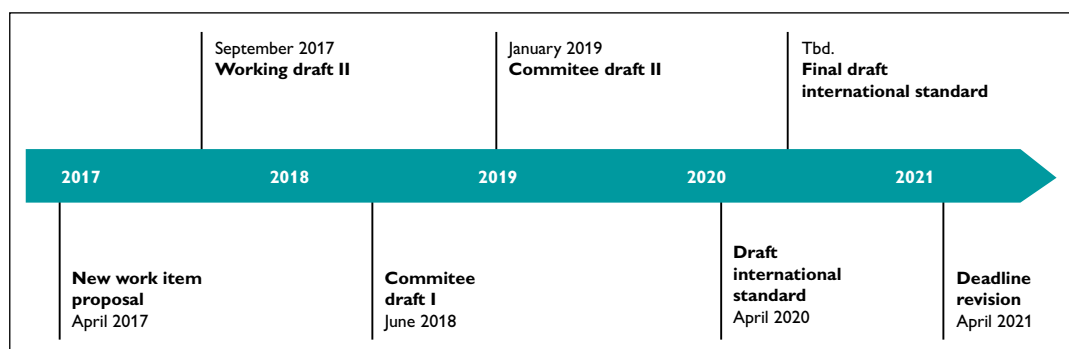 September 2017
Working draft II
January 2019
Commitee draft II
Tbd.
Final draft
international standard
2017
2018
2019
2020
2021
New work item
proposal
April 2017
Commitee
draft I
June 2018
Draft
international
standard
April 2020
Deadline
revision
April 2021